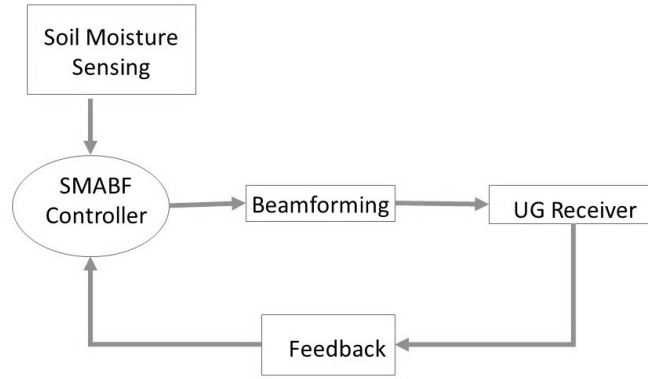 Soil Moisture
Sensing
SMABF
Controller
Beamforming
UG Receiver
Feedback